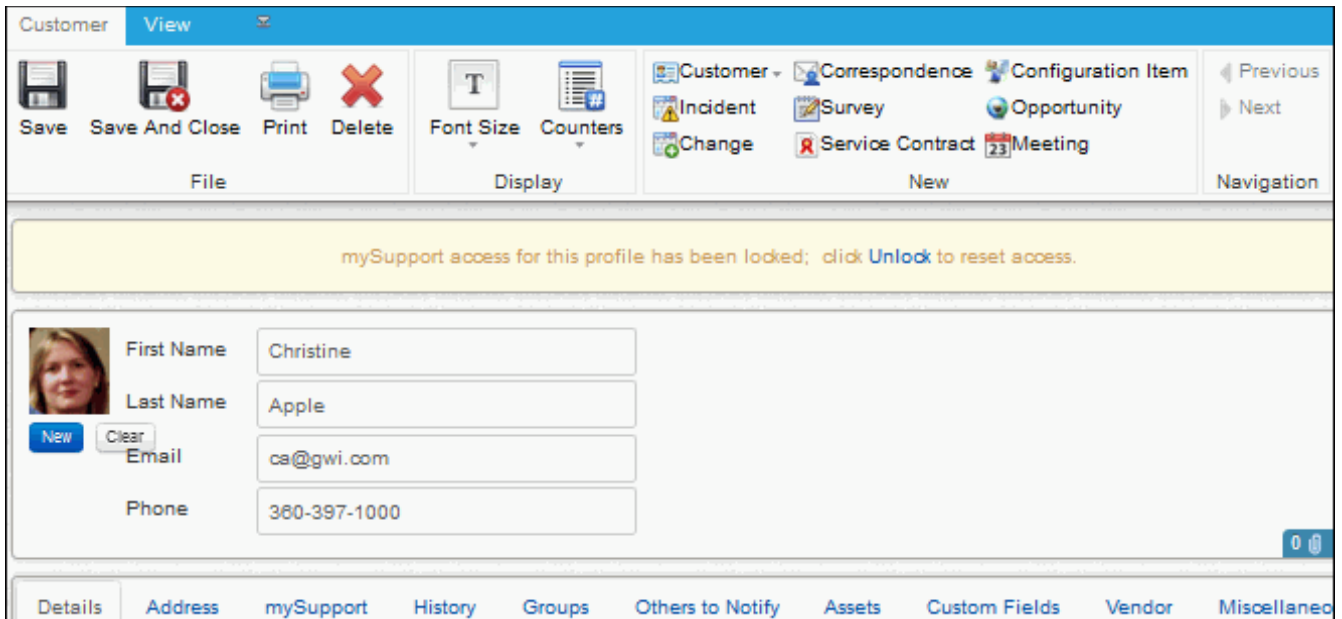 Customer View
Save Save And Close Print Delete Font Size Counters
Customer Correspondence Configuration Item Previous
Incident Survey Opportunity Next
Change Service Contract 23 Meeting
File Display New Navigation
mySupport access for this profile has been locked; click Unlock to reset access.
First Name Christine
Last Name Apple
New Clear
Email ca@gwi.com
Phone 360-397-1000
0
Details Address mySupport History Groups Others to Notify Assets Custom Fields Vendor Miscellaneo